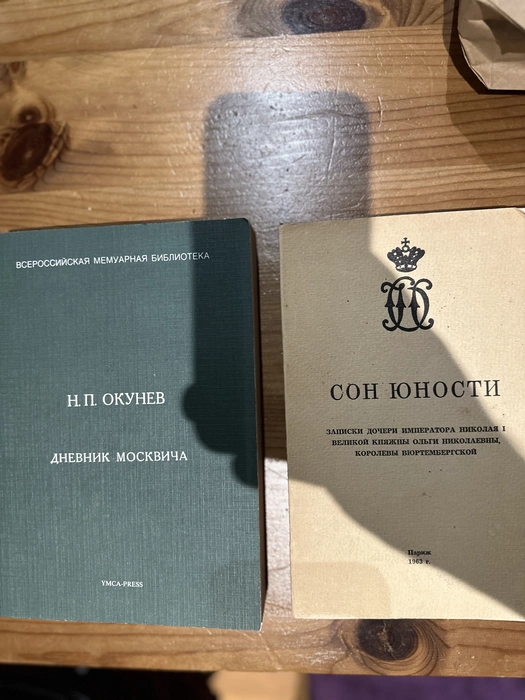 ВСЕРОССИЙСКАЯ МЕМУАРНАЯ БИБЛИОТЕКА
Н. П. ОКУНЕВ
ДНЕВНИК МОСКВИЧА
YMCA-PRESS
СОН ЮНОСТИ
ЗАПИСКИ ДОЧЕРИ ИМПЕРАТОРА НИКОЛАЯ I
ВЕЛИКОЙ КНЯЖНЫ ОЛЬГИ НИКОЛАЕВНЫ,
КОРОЛЕВЫ ВЮРТЕМБЕРГСКОЙ
Париж
1963 г.